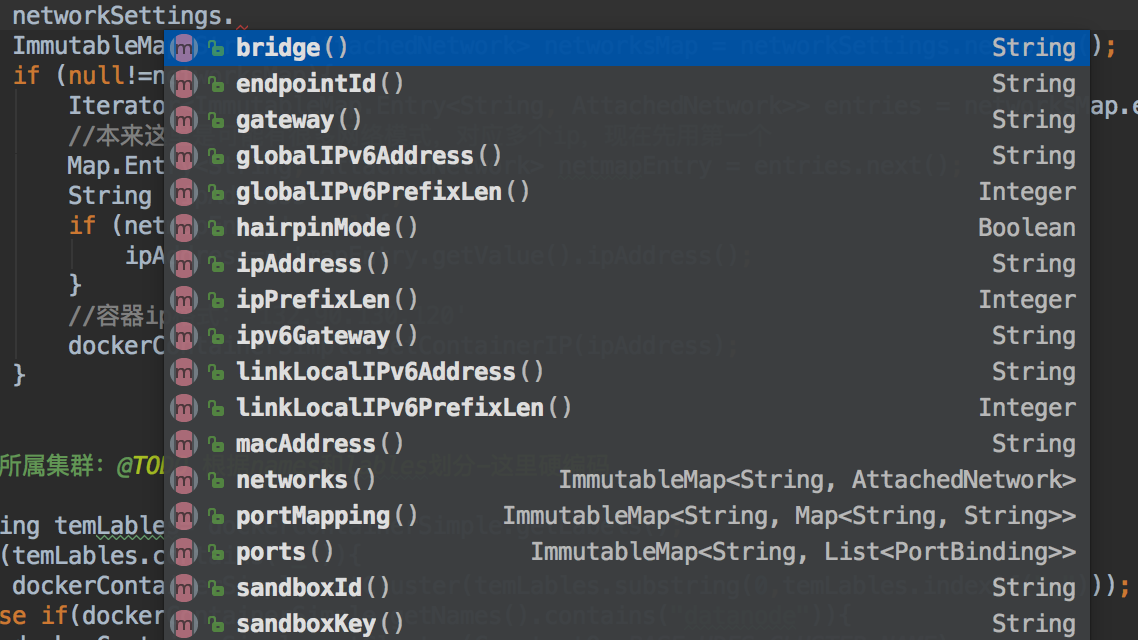 networkSettings.
ImmutableMa );
bridge() String
if (null!=n
endpointId() String
Iterato Map.e
gateway() String
//本来这
globalIPv6Address() String
Map.Ent
globalIPv6PrefixLen() Integer
String
if (net
hairpinMode() Boolean
ipA
ipAddress() String
}
ipPrefixLen() Integer
//容器ip
ipv6Gateway() String
dockerC
linkLocalIPv6Address() String
}
linkLocalIPv6PrefixLen() Integer
macAddress() String
所属集群: @TOD
networks() ImmutableMap<String, AttachedNetwork>
ing temLable
portMapping() ImmutableMap<String, Map<String, String>>
(temLables.c
ports() ImmutableMap<String, List<PortBinding>>
dockerConta ));
sandboxId() String
se if(docker
sandboxKey() String